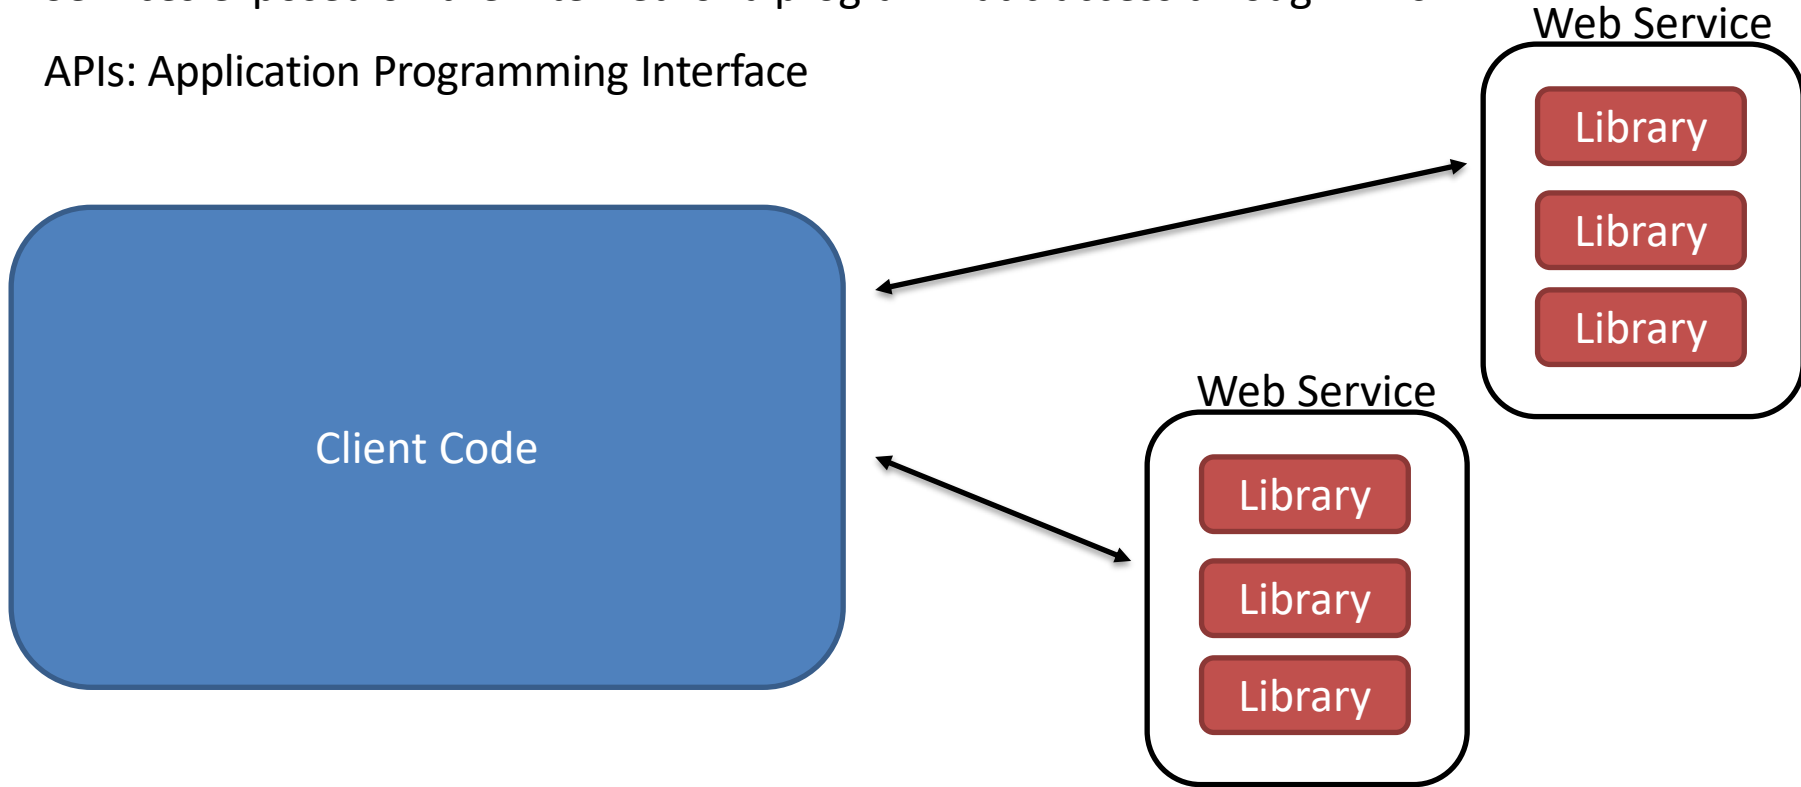 APIs: Application Programming Interface
Web Service
Library
Library
Library
Client Code
Web Service
Library
Library
Library